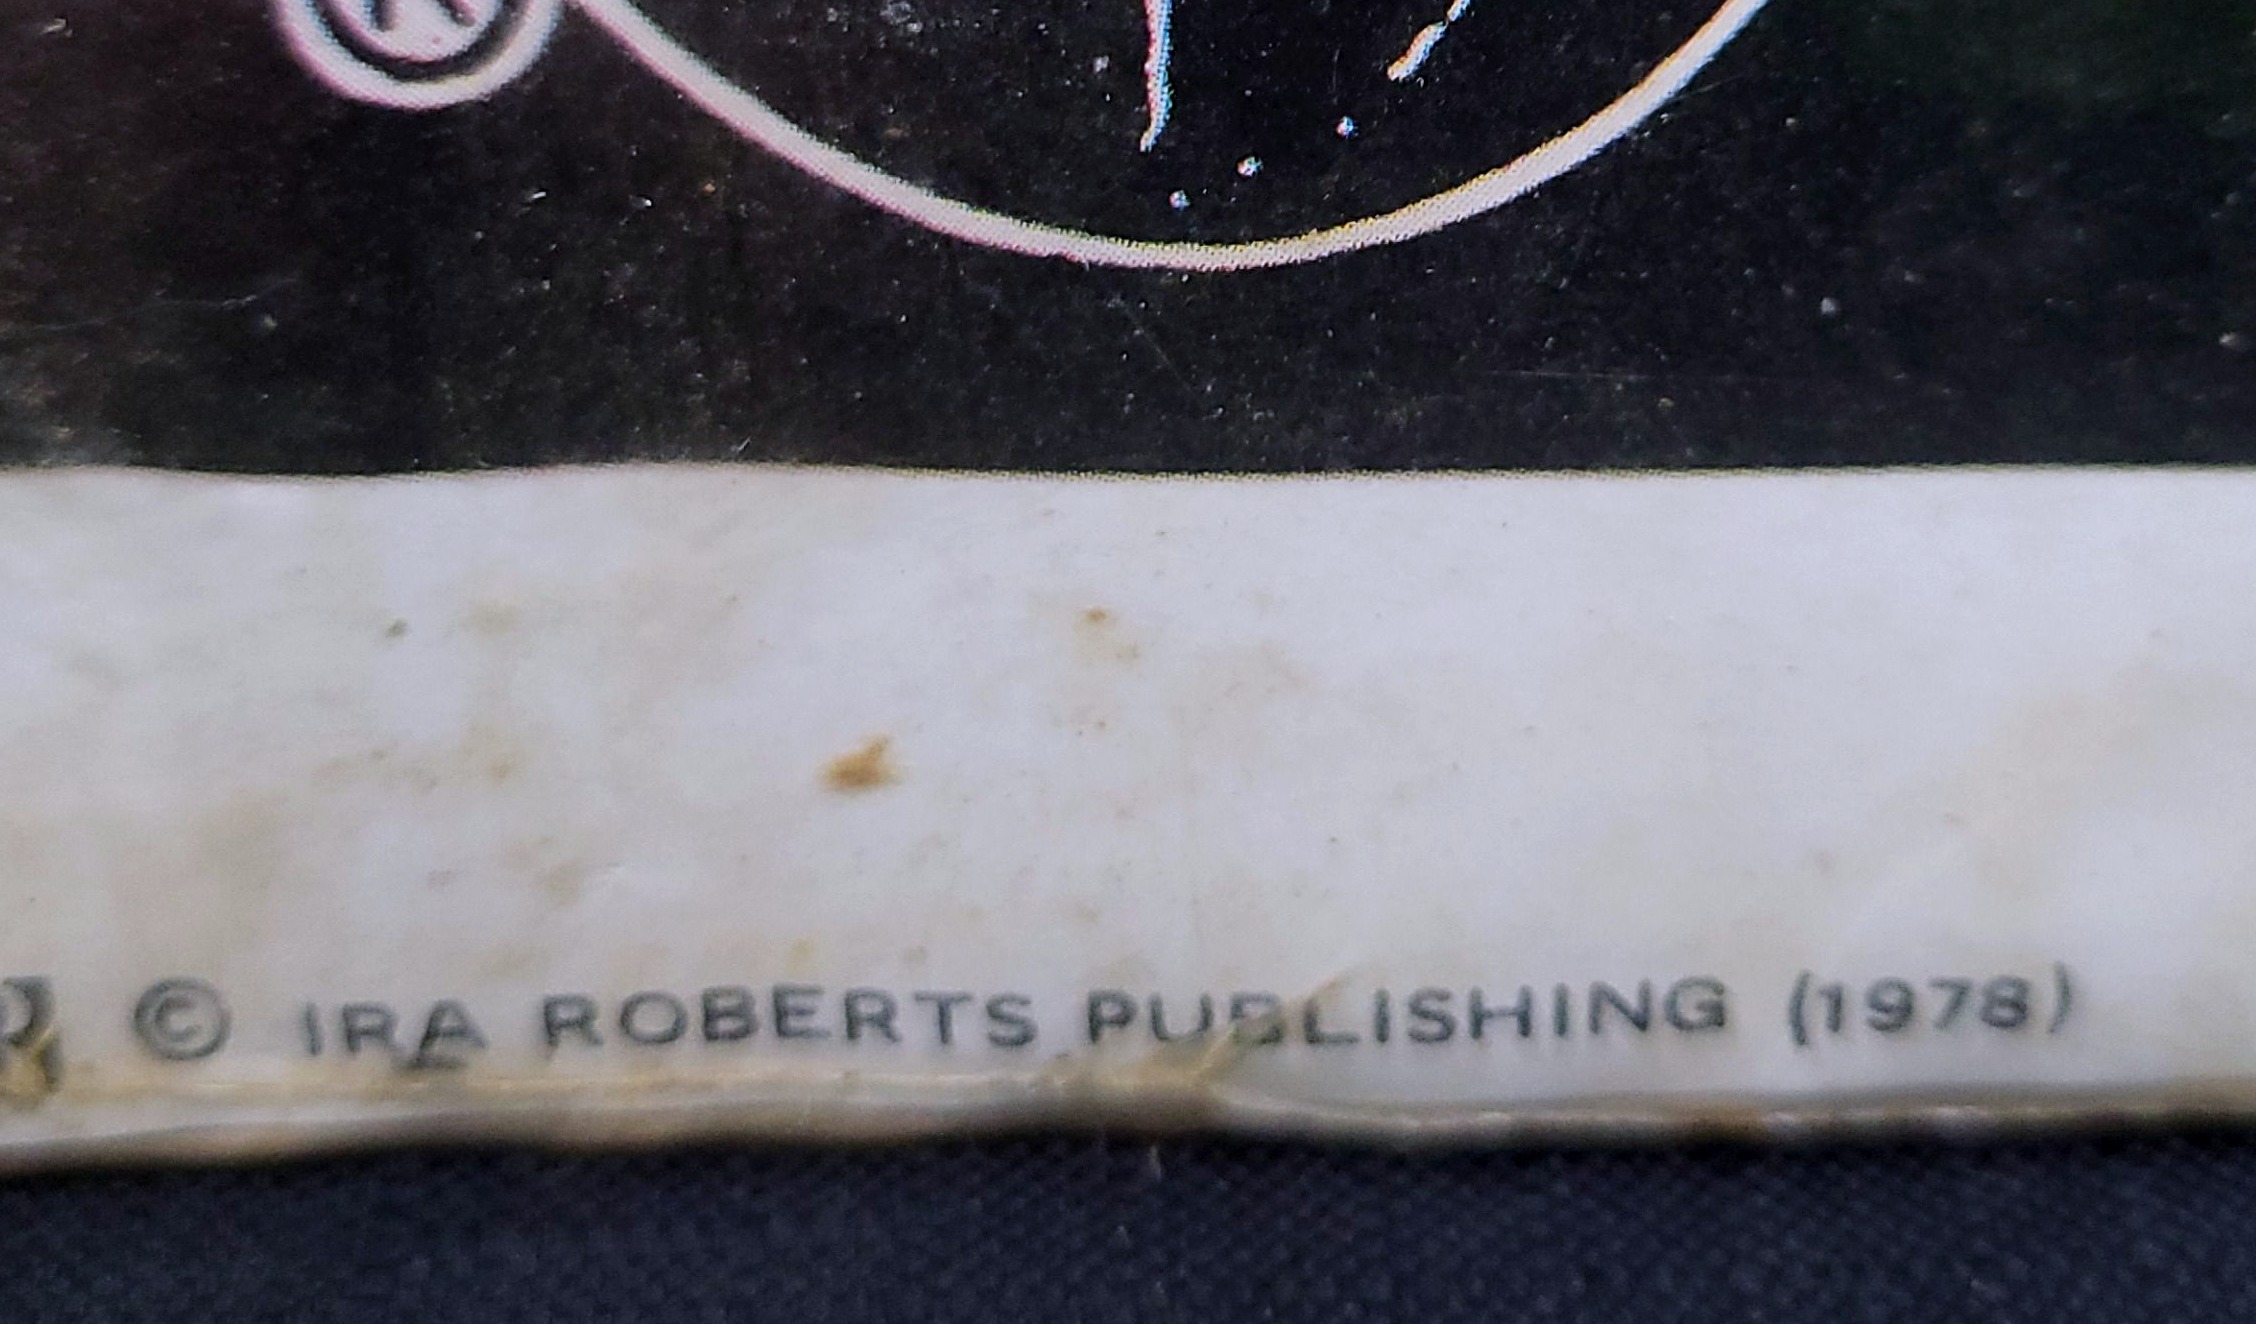 ®
© IRA ROBERTS PUBLISHING (1978)